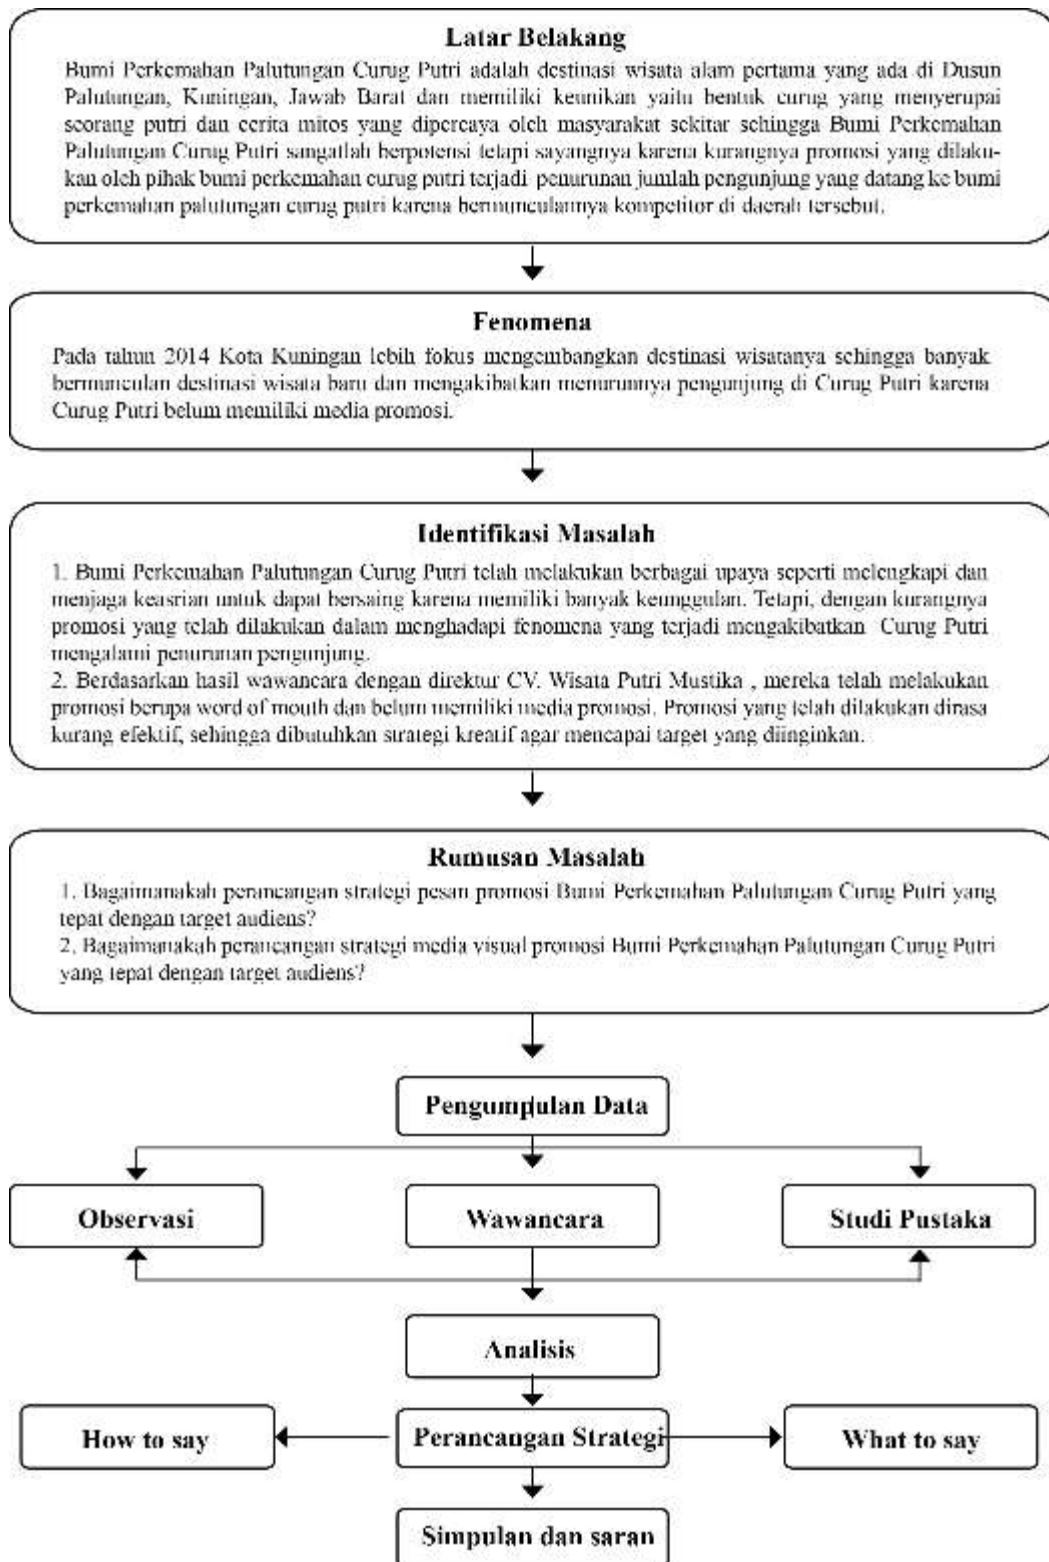 Latar Belakang
Bumi Perkemahan Palutungan Curug Putri adalah destinasi wisata alam pertama yang ada di Dusun
Palutungan, Kuningan, Jawab Barat dan memiliki keunikan yaitu bentuk curug yang menyerupai
seorang putri dan cerita mitos yang dipercaya oleh masyarakat sekitar sehingga Bumi Perkemahan
Palutungan Curug Putri sangatlah berpotensi tetapi sayangnya karena kurangnya promosi yang dilaku-
kan oleh pihak bumi perkemahan curug putri terjadi penurunan jumlah pengunjung yang datang ke bumi
perkemahan palutungan curug putri karena bermunculannya kompetitor di daerah tersebut.
Fenomena
Pada tahun 2014 Kota Kuningan lebih fokus mengembangkan destinasi wisatanya sehingga banyak
bermunculan destinasi wisata baru dan mengakibatkan menurunnya pengunjung di Curug Putri karena
Curug Putri belum memiliki media promosi.
Identifikasi Masalah
1. Bumi Perkemahan Palutungan Curug Putri telah melakukan berbagai upaya seperti melengkapi dan
menjaga keasrian untuk dapat bersaing karena memiliki banyak keunggulan. Tetapi, dengan kurangnya
promosi yang telah dilakukan dalam menghadapi fenomena yang terjadi mengakibatkan Curug Putri
mengalami penurunan pengunjung.
2. Berdasarkan hasil wawancara dengan direktur CV. Wisata Putri Mustika , mereka telah melakukan
promosi berupa word of mouth dan belum memiliki media promosi. Promosi yang telah dilakukan dirasa
kurang efektif, sehingga dibutuhkan strategi kreatif agar mencapai target yang diinginkan.
Rumusan Masalah
1. Bagaimanakah perancangan strategi pesan promosi Bumi Perkemahan Palutungan Curug Putri yang
tepat dengan target audiens?
2. Bagaimanakah perancangan strategi media visual promosi Bumi Perkemahan Palutungan Curug Putri
yang tepat dengan target audiens?
Pengumpulan Data
Observasi
Wawancara
Studi Pustaka
Analisis
How to say
Perancangan Strategi
What to say
Simpulan dan saran